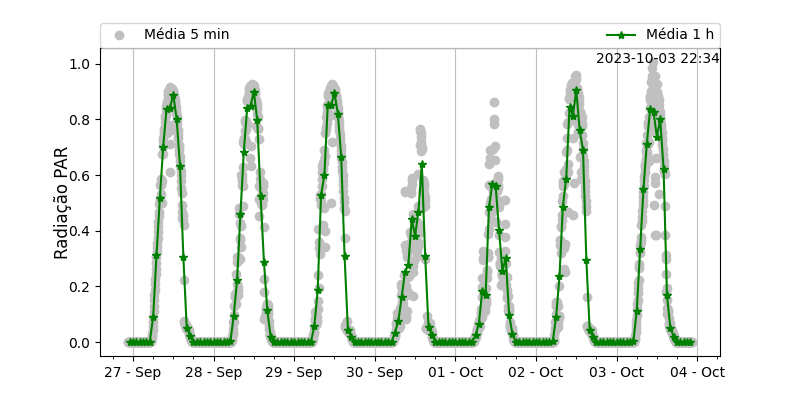 Média 5 min
Média 1 h
2023-10-03 22:34
Radiação PAR
1.0
0.8
0.6
0.4
0.2
0.0
27 - Sep
28 - Sep
29 - Sep
30 - Sep
01 - Oct
02 - Oct
03 - Oct
04 - Oct